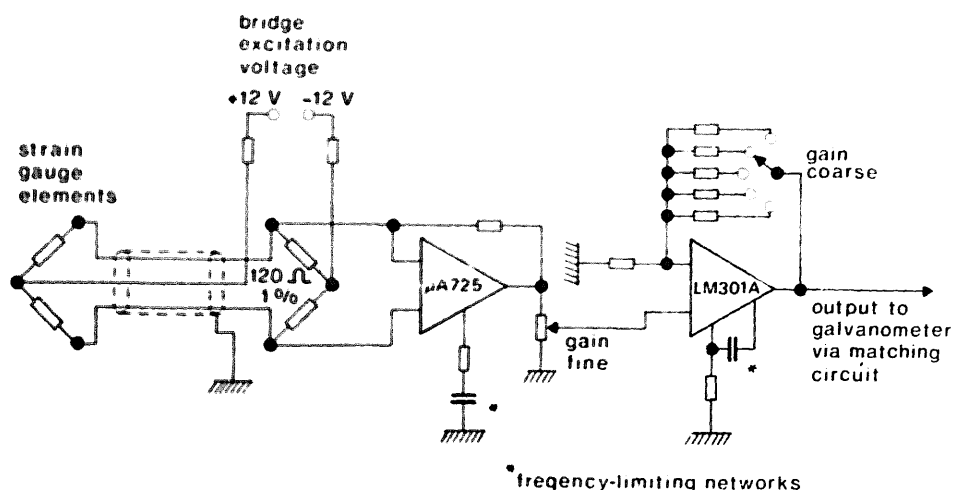 bridge
excitation
voltage
+12 V -12 V
strain
gauge
elements
gain
coarse
120 Ω
1%
µA725
LM301A
gain
fine
output to
galvanometer
via matching
circuit
*
*
*freqency-limiting networks